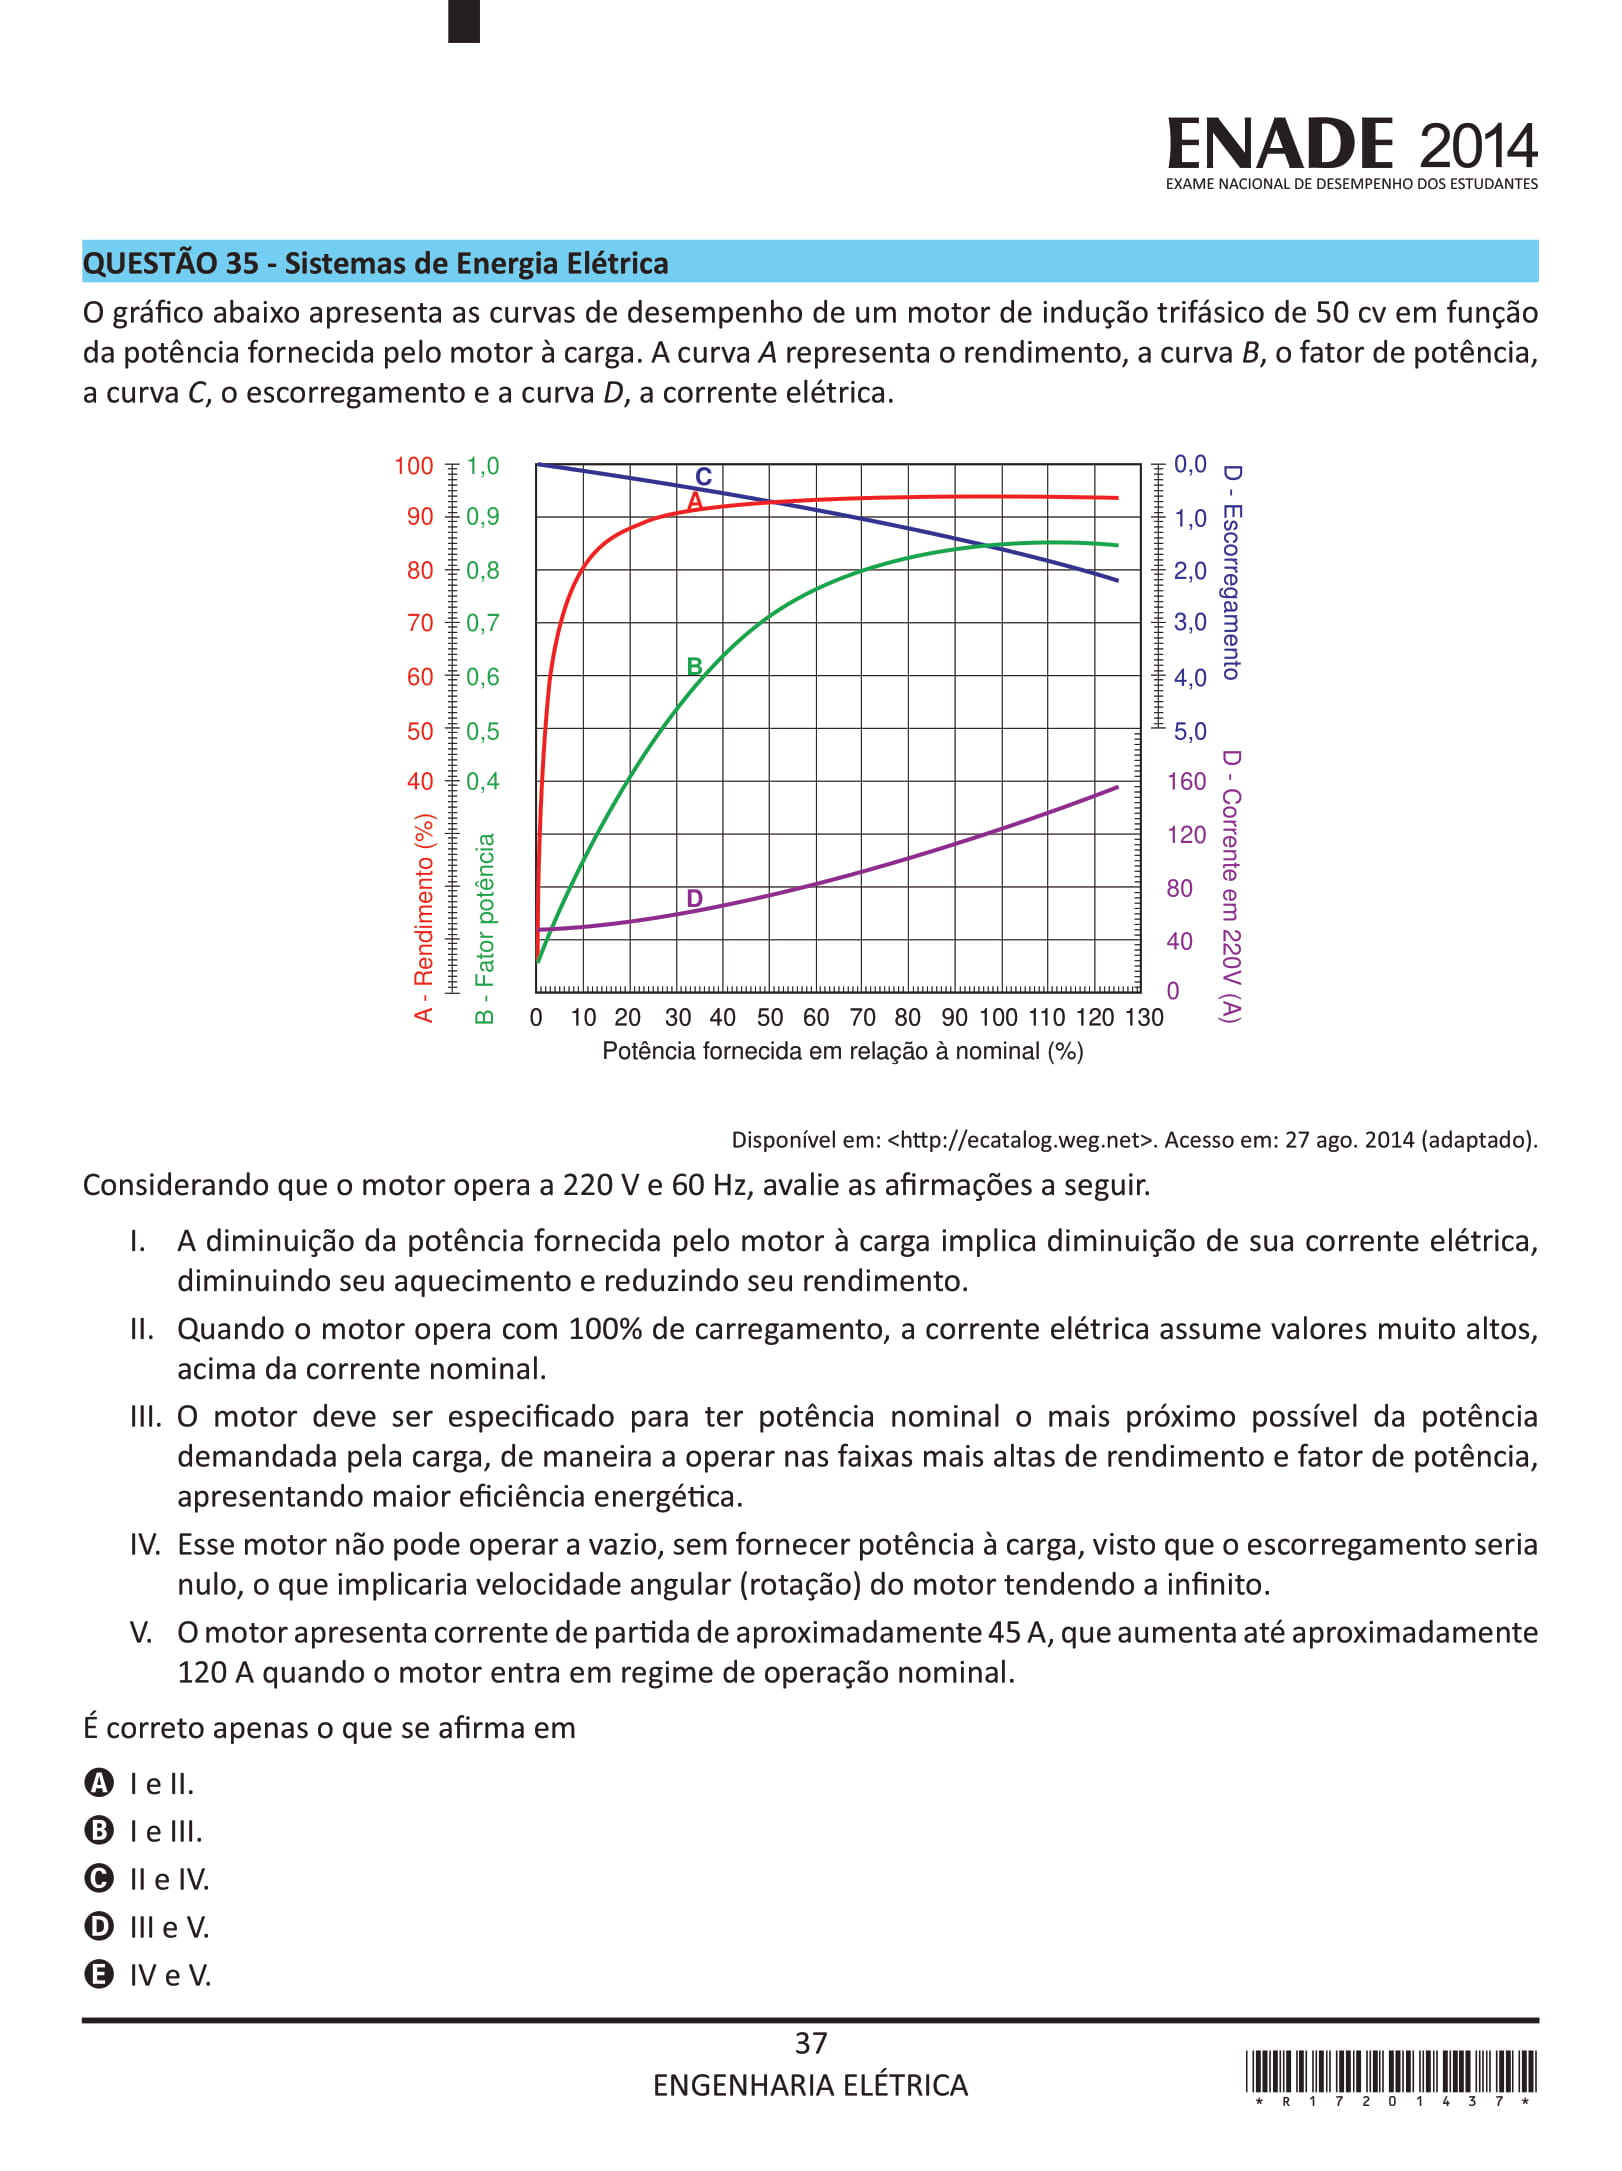 ENADE 2014
EXAME NACIONAL DE DESEMPENHO DOS ESTUDANTES
QUESTÃO 35 - Sistemas de Energia Elétrica
O gráfico abaixo apresenta as curvas de desempenho de um motor de indução trifásico de 50 cv em função
da potência fornecida pelo motor à carga. A curva A representa o rendimento, a curva B, o fator de potência,
a curva C, o escorregamento e a curva D, a corrente elétrica.
100 1,0
90 0,9
80 0,8
70 0,7
60 0,6
50 0,5
40 0,4
A - Rendimento (%)
B - Fator potência
C
A
B
D
0,0
1,0
2,0
3,0
4,0
5,0
D - Escorregamento
160
120
80
40
0
D - Corrente em 220V (A)
0 10 20 30 40 50 60 70 80 90 100 110 120 130
Potência fornecida em relação à nominal (%)
Disponível em: <http://ecatalog.weg.net>. Acesso em: 27 ago. 2014 (adaptado).
Considerando que o motor opera a 220 V e 60 Hz, avalie as afirmações a seguir.
I. A diminuição da potência fornecida pelo motor à carga implica diminuição de sua corrente elétrica,
diminuindo seu aquecimento e reduzindo seu rendimento.
II. Quando o motor opera com 100% de carregamento, a corrente elétrica assume valores muito altos,
acima da corrente nominal.
III. O motor deve ser especificado para ter potência nominal o mais próximo possível da potência
demandada pela carga, de maneira a operar nas faixas mais altas de rendimento e fator de potência,
apresentando maior eficiência energética.
IV. Esse motor não pode operar a vazio, sem fornecer potência à carga, visto que o escorregamento seria
nulo, o que implicaria velocidade angular (rotação) do motor tendendo a infinito.
V. O motor apresenta corrente de partida de aproximadamente 45 A, que aumenta até aproximadamente
120 A quando o motor entra em regime de operação nominal.
É correto apenas o que se afirma em
A I e II.
B I e III.
C II e IV.
D III e V.
E IV e V.
37
ENGENHARIA ELÉTRICA
* R 1 7 2 0 1 4 3 7 *